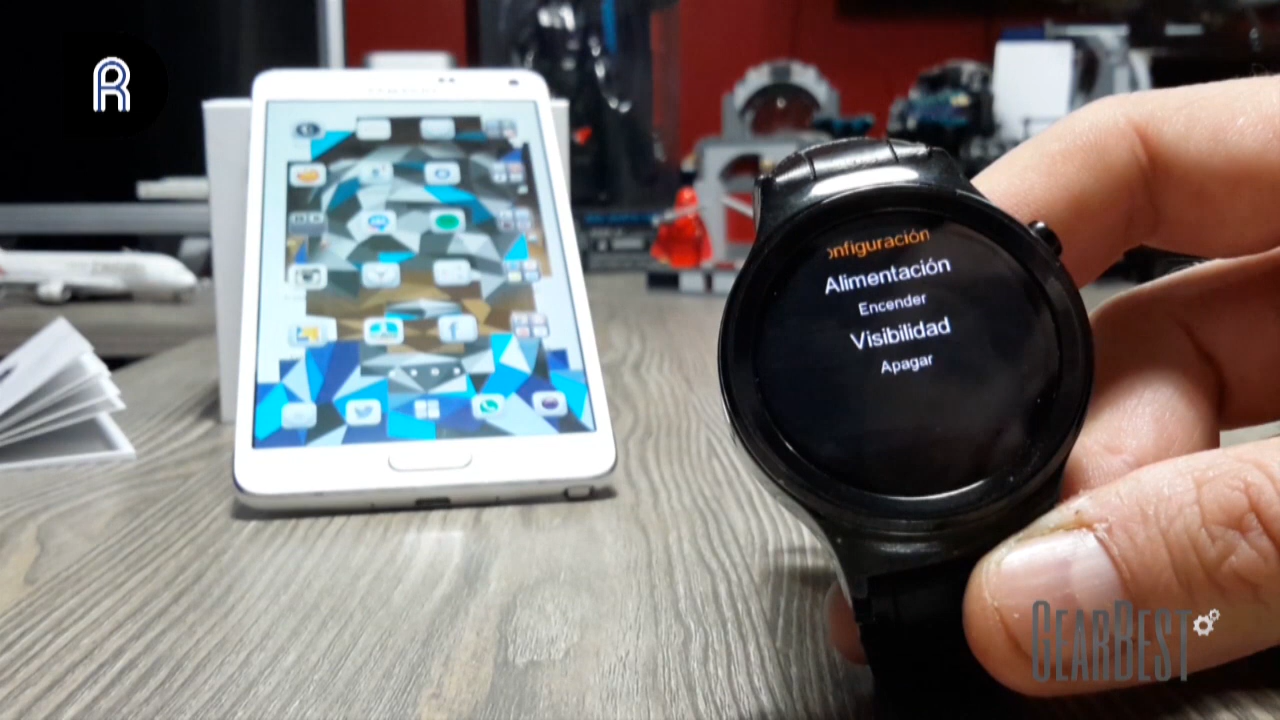 R
onfiguración
Alimentación
Encender
Visibilidad
Apagar
GEARBEST